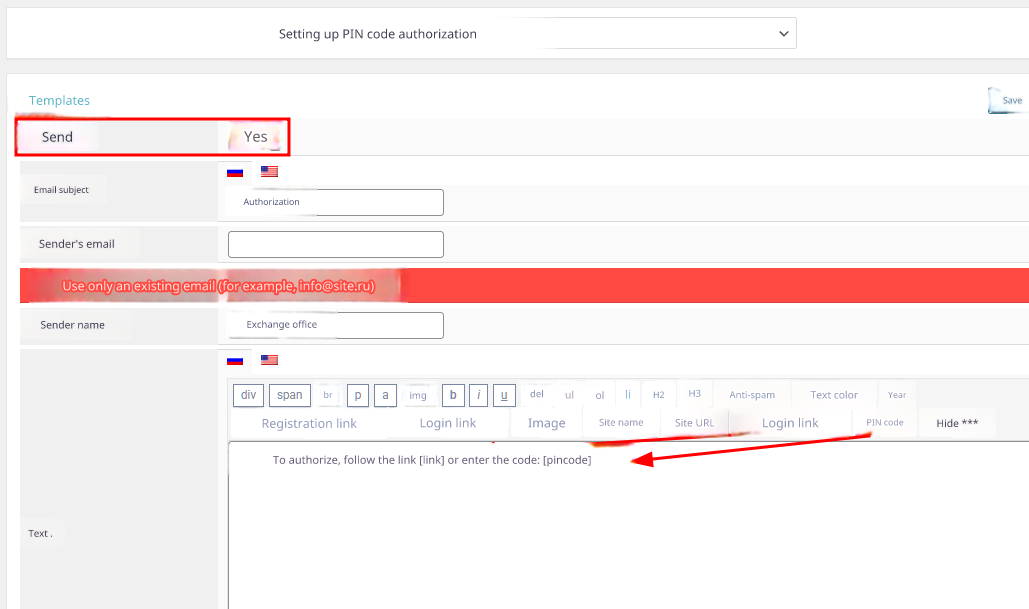 Setting up PIN code authorization
Templates
Save
Send
Yes
Email subject
Authorization
Sender's email
Use only an existing email (for example, info@site.ru)
Sender name
Exchange office
div span br p a img b i u del ul ol li H2 H3 Anti-spam Text color Year
Registration link Login link Image Site name Site URL Login link PIN code Hide ***
To authorize, follow the link [link] or enter the code: [pincode]
Text .